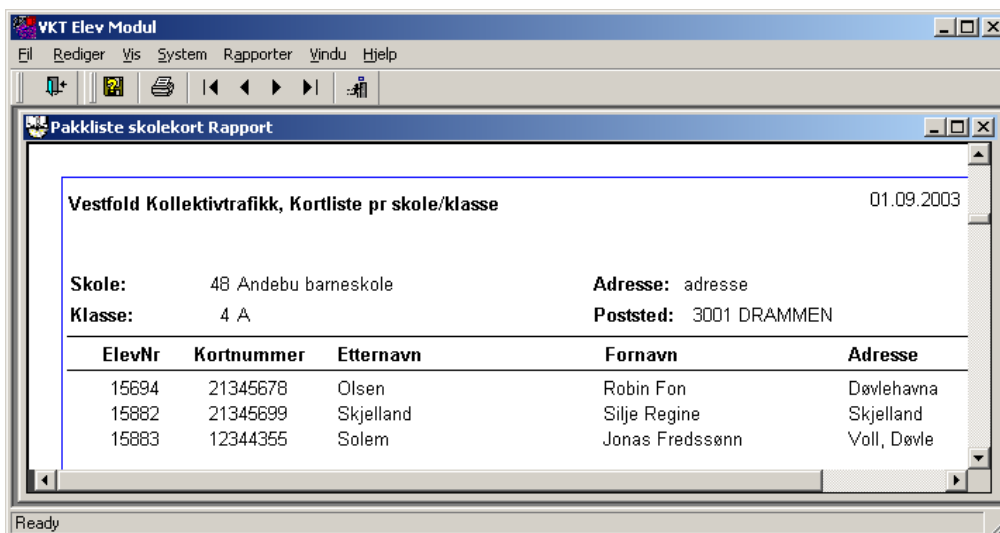 VKT Elev Modul
Fil Rediger Vis System Rapporter Vindu Hjelp
Pakkliste skolekort Rapport
Vestfold Kollektivtrafikk, Kortliste pr skole/klasse 01.09.2003
Skole: 48 Andebu barneskole Adresse: adresse
Klasse: 4 A Poststed: 3001 DRAMMEN
ElevNr Kortnummer Etternavn Fornavn Adresse
15694 21345678 Olsen Robin Fon Døvlehavna
15882 21345699 Skjelland Silje Regine Skjelland
15883 12344355 Solem Jonas Fredssønn Voll, Døvle
Ready